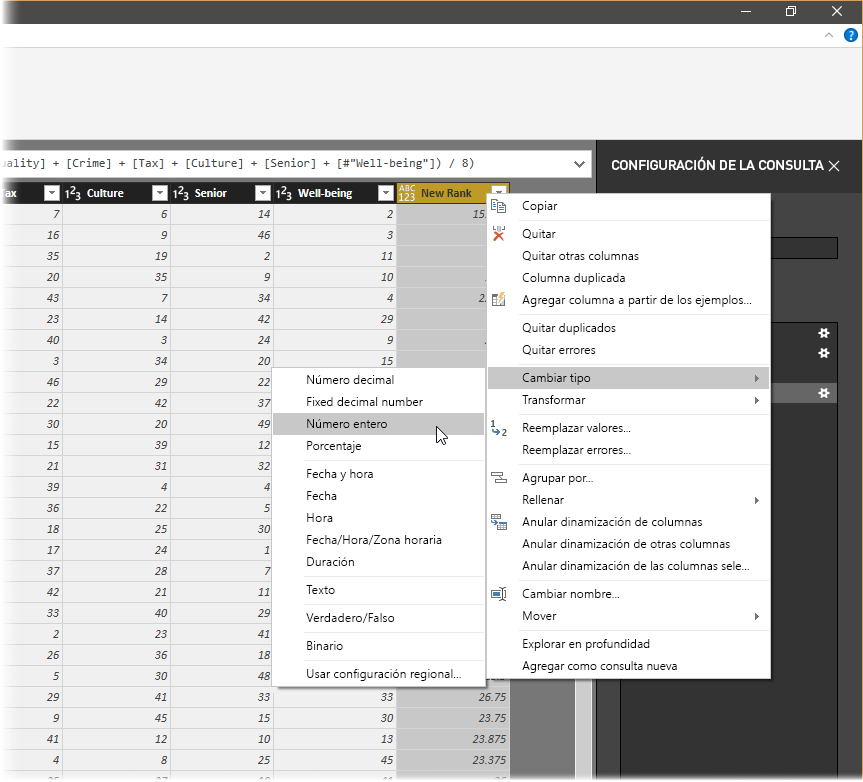 uality] + [Crime] + [Tax] + [Culture] + [Senior] + [#"Well-being"]) / 8)
CONFIGURACIÓN DE LA CONSULTA
Tax 1²3 Culture 1²3 Senior 1²3 Well-being ABC 123 New Rank
7 6 14 2 15.
16 9 46 3
35 19 2 11
20 35 9 10
43 7 34 4 2
23 14 42 29
40 3 24 9
3 34 20 15
46 29 22
22 42 37
30 20 49
15 39 12
21 31 32
39 4 4
36 22 5
18 25 30
17 24 1
37 28 7
42 21 11
33 40 29
2 23 41
26 36 18
5 30 48
29 41 33 33 26.75
9 45 15 30 23.75
41 12 10 13 23.875
4 8 25 45 23.375
Copiar
Quitar
Quitar otras columnas
Columna duplicada
Agregar columna a partir de los ejemplos...
Quitar duplicados
Quitar errores
Cambiar tipo
Transformar
Reemplazar valores...
Reemplazar errores...
Agrupar por...
Rellenar
Anular dinamización de columnas
Anular dinamización de otras columnas
Anular dinamización de las columnas sele...
Cambiar nombre...
Mover
Explorar en profundidad
Agregar como consulta nueva
Número decimal
Fixed decimal number
Número entero
Porcentaje
Fecha y hora
Fecha
Hora
Fecha/Hora/Zona horaria
Duración
Texto
Verdadero/Falso
Binario
Usar configuración regional...